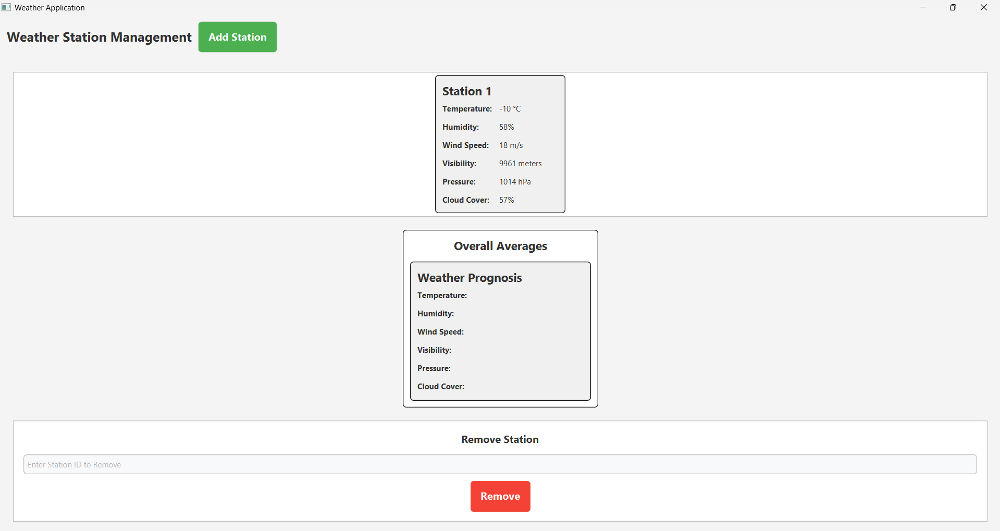 Weather Application
Weather Station Management Add Station
Station 1
Temperature: -10 °C
Humidity: 58%
Wind Speed: 18 m/s
Visibility: 9961 meters
Pressure: 1014 hPa
Cloud Cover: 57%
Overall Averages
Weather Prognosis
Temperature:
Humidity:
Wind Speed:
Visibility:
Pressure:
Cloud Cover:
Remove Station
Enter Station ID to Remove
Remove